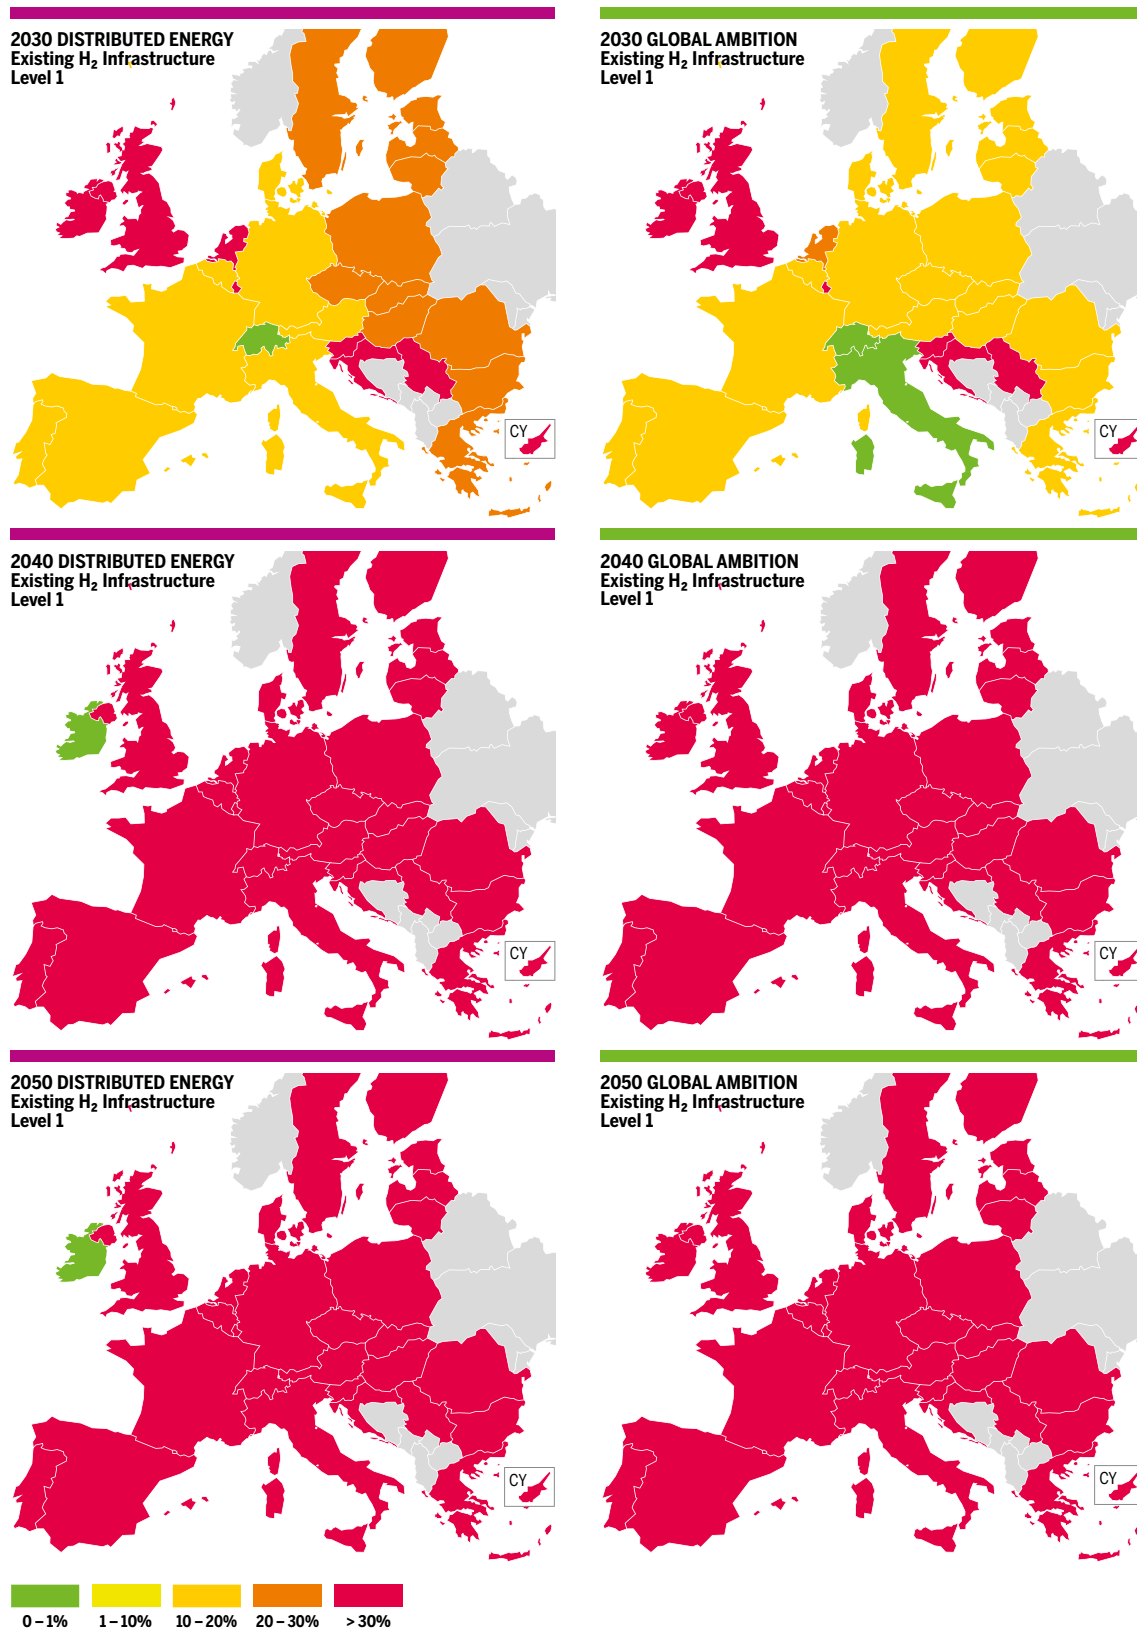 2030 DISTRIBUTED ENERGY
Existing H₂ Infrastructure
Level 1
CY
2030 GLOBAL AMBITION
Existing H₂ Infrastructure
Level 1
CY
2040 DISTRIBUTED ENERGY
Existing H₂ Infrastructure
Level 1
CY
2040 GLOBAL AMBITION
Existing H₂ Infrastructure
Level 1
CY
2050 DISTRIBUTED ENERGY
Existing H₂ Infrastructure
Level 1
CY
2050 GLOBAL AMBITION
Existing H₂ Infrastructure
Level 1
CY
0 – 1% 1 – 10% 10 – 20% 20 – 30% > 30%